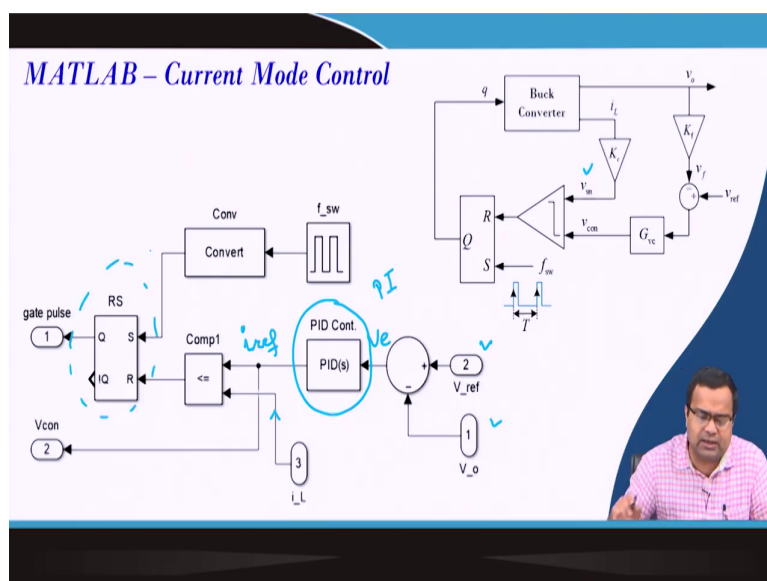 MATLAB – Current Mode Control
q
Buck
Converter
v_o
i_L
K_f
K_c
v_f
v_sn
v_ref
R
Q
v_con
G_vc
S
f_sw
T
Conv
Convert
f_sw
PI
gate pulse
1
RS
Q
S
!Q
R
Comp1
<=
iref
PID Cont.
PID(s)
Ve
+
−
2
V_ref
1
V_o
Vcon
2
3
i_L